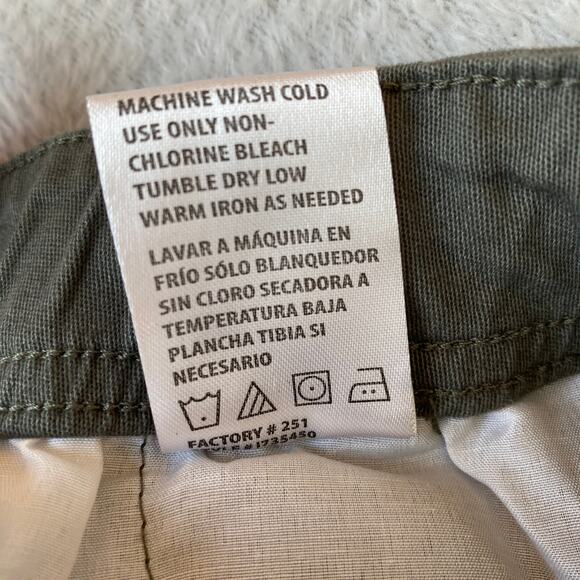 MACHINE WASH COLD
USE ONLY NON-
CHLORINE BLEACH
TUMBLE DRY LOW
WARM IRON AS NEEDED
LAVAR A MÁQUINA EN
FRÍO SÓLO BLANQUEDOR
SIN CLORO SECADORA A
TEMPERATURA BAJA
PLANCHA TIBIA SI
NECESARIO
FACTORY # 251